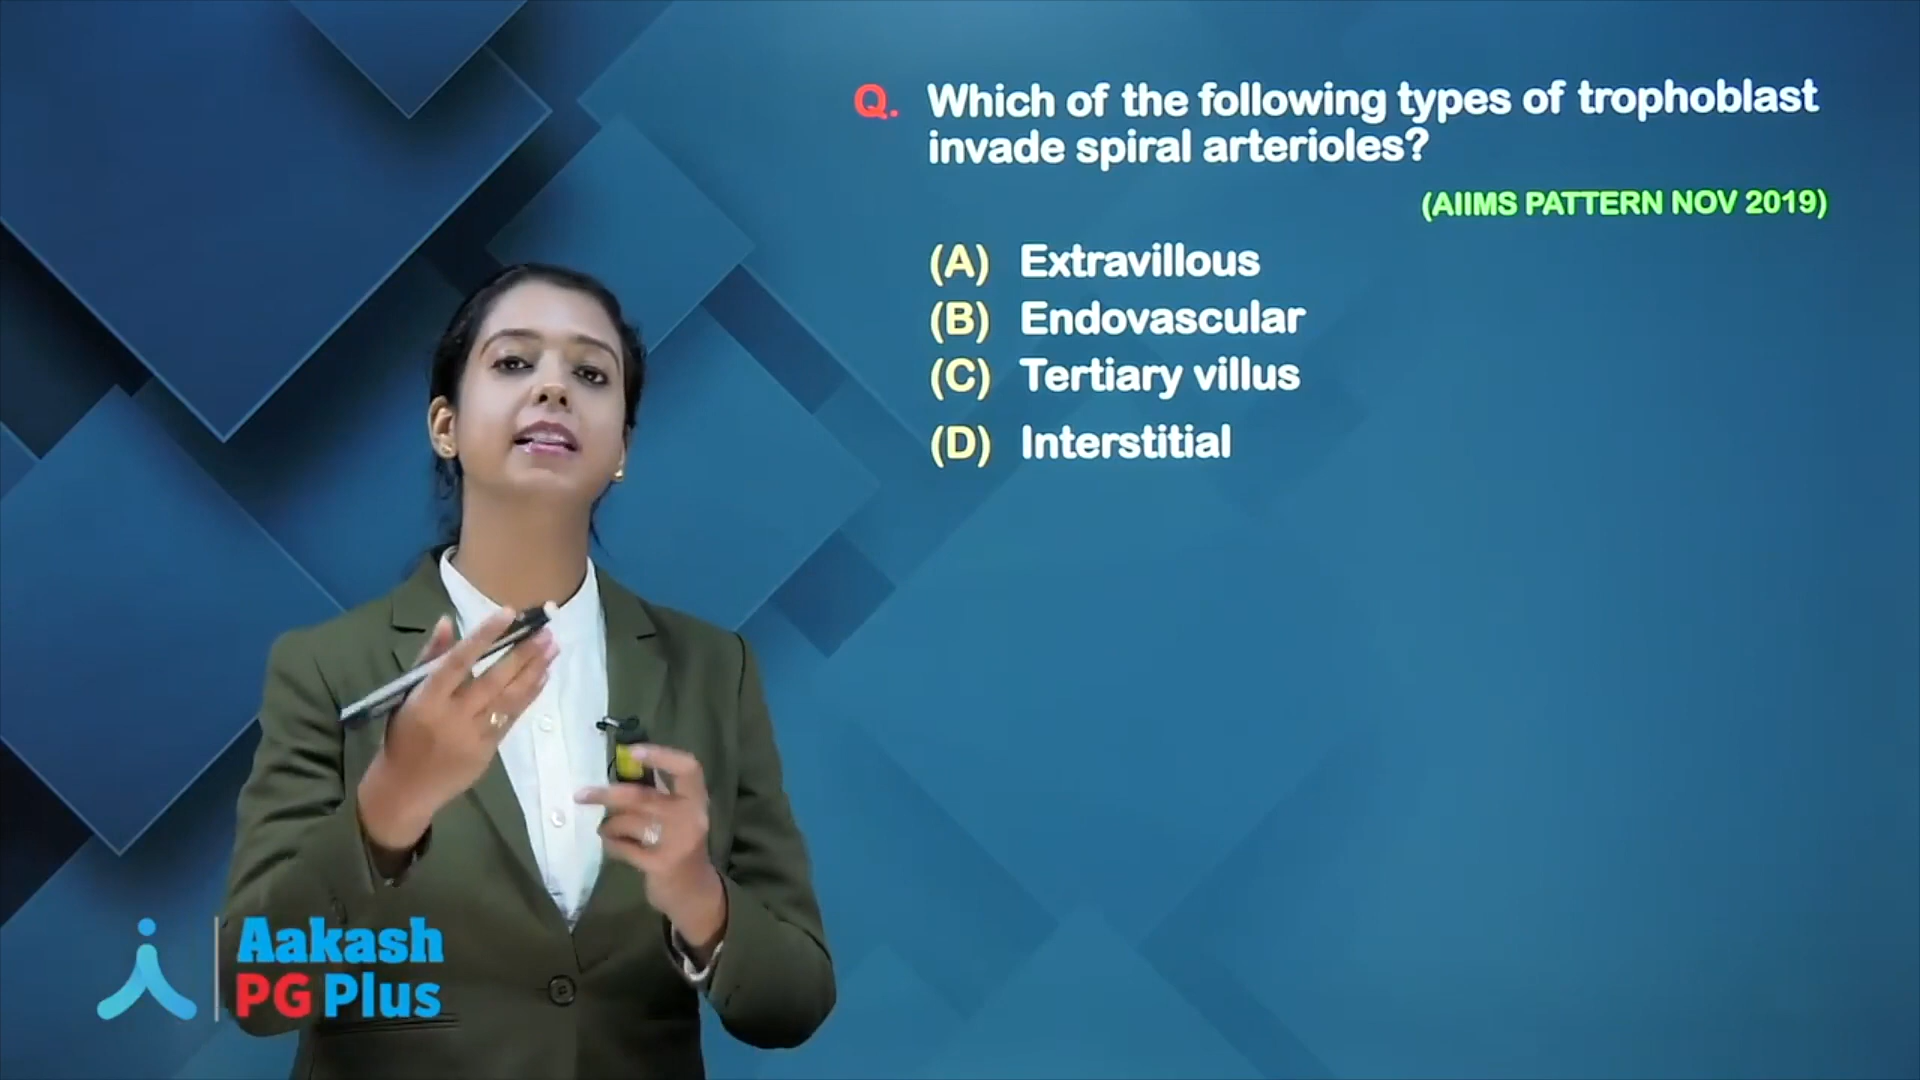 Q. Which of the following types of trophoblast
invade spiral arterioles?
(AIIMS PATTERN NOV 2019)
(A) Extravillous
(B) Endovascular
(C) Tertiary villus
(D) Interstitial
Aakash
PG Plus